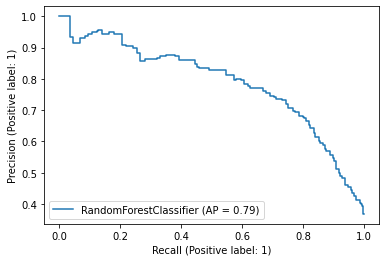 Precision (Positive label: 1)
1.0
0.9
0.8
0.7
0.6
0.5
0.4
RandomForestClassifier (AP = 0.79)
0.0 0.2 0.4 0.6 0.8 1.0
Recall (Positive label: 1)